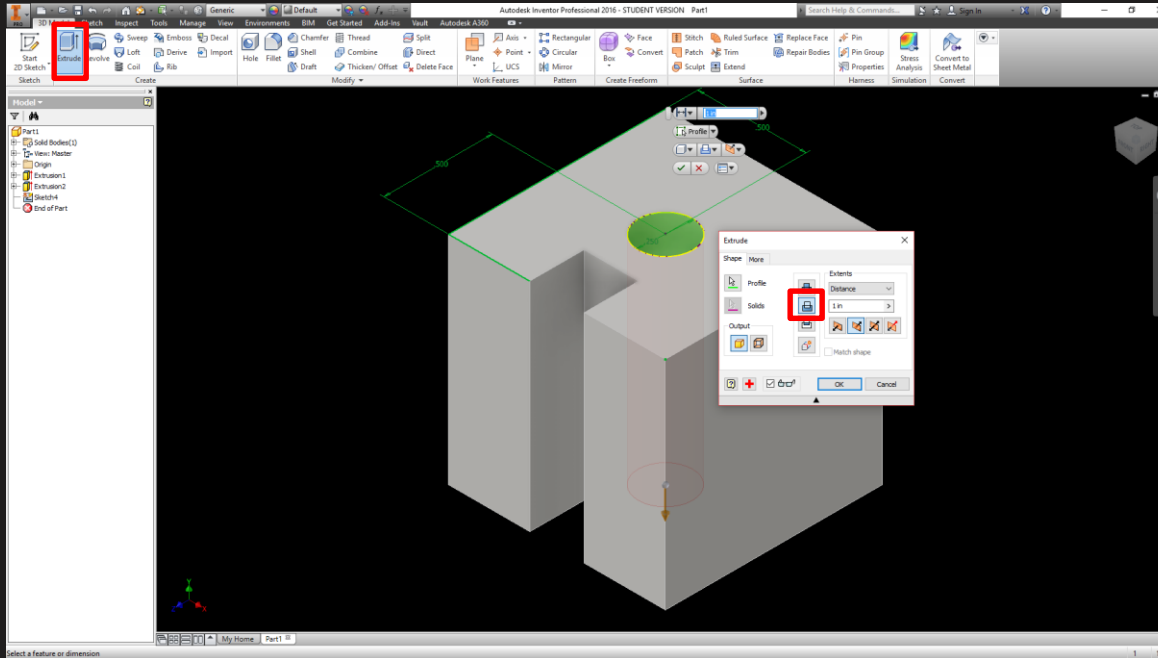 Generic Default Autodesk Inventor Professional 2016 - STUDENT VERSION Part1 Search Help & Commands... Sign In
PRO Sketch Inspect Tools Manage View Environments BIM Get Started Add-Ins Vault Autodesk A360
Start
2D Sketch
Extrude
Sweep Emboss Decal
Loft Derive Import
Coil Rib
Hole Fillet
Chamfer Thread Split
Shell Combine Direct
Draft Thicken/ Offset Delete Face
Plane
Axis
Point
UCS
Rectangular
Circular
Mirror
Box
Face
Convert
Stitch Ruled Surface Replace Face
Patch Trim Repair Bodies
Sculpt Extend
Pin
Pin Group
Properties
Stress
Analysis
Convert to
Sheet Metal
Sketch Create Modify Work Features Pattern Create Freeform Surface Harness Simulation Convert
Model
Part1
Solid Bodies(1)
View: Master
Origin
Extrusion1
Extrusion2
Sketch4
End of Part
.500
.500
.250
Profile
Extrude
Shape More
Profile
Solids
Output
Extents
Distance
1 in
Match shape
OK Cancel
Y
X
My Home Part1
Select a feature or dimension 1